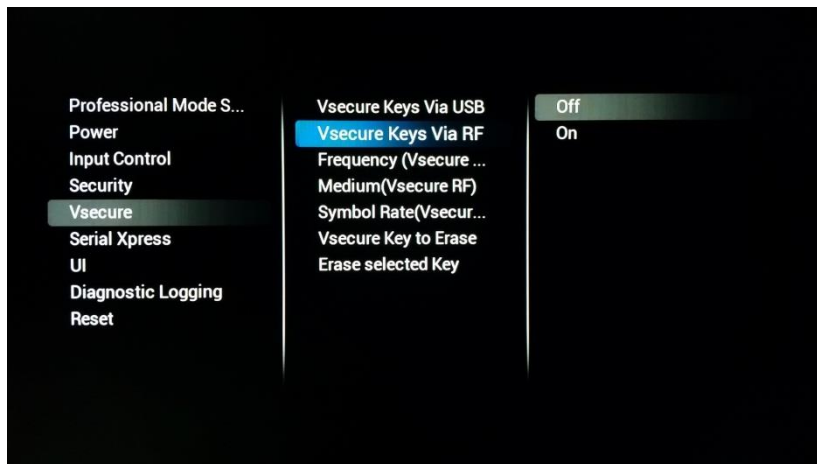 Professional Mode S...
Power
Input Control
Security
Vsecure
Serial Xpress
UI
Diagnostic Logging
Reset
Vsecure Keys Via USB
Vsecure Keys Via RF
Frequency (Vsecure ...
Medium(Vsecure RF)
Symbol Rate(Vsecur...
Vsecure Key to Erase
Erase selected Key
Off
On